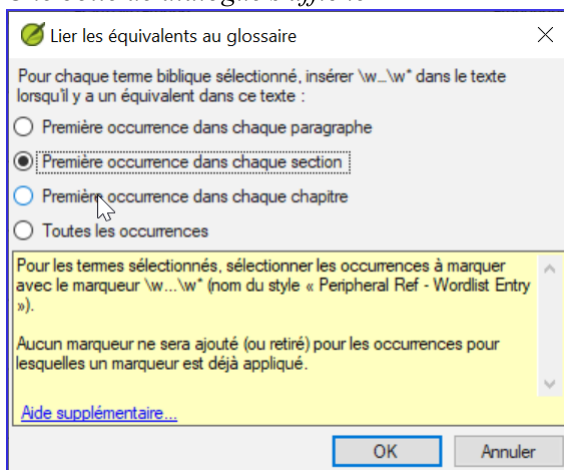 Lier les équivalents au glossaire
Pour chaque terme biblique sélectionné, insérer \w...\w* dans le texte
lorsqu'il y a un équivalent dans ce texte :
Première occurrence dans chaque paragraphe
Première occurrence dans chaque section
Première occurrence dans chaque chapitre
Toutes les occurrences
Pour les termes sélectionnés, sélectionner les occurrences à marquer
avec le marqueur \w...\w* (nom du style « Peripheral Ref - Wordlist Entry
»).
Aucun marqueur ne sera ajouté (ou retiré) pour les occurrences pour
lesquelles un marqueur est déjà appliqué.
Aide supplémentaire...
OK Annuler